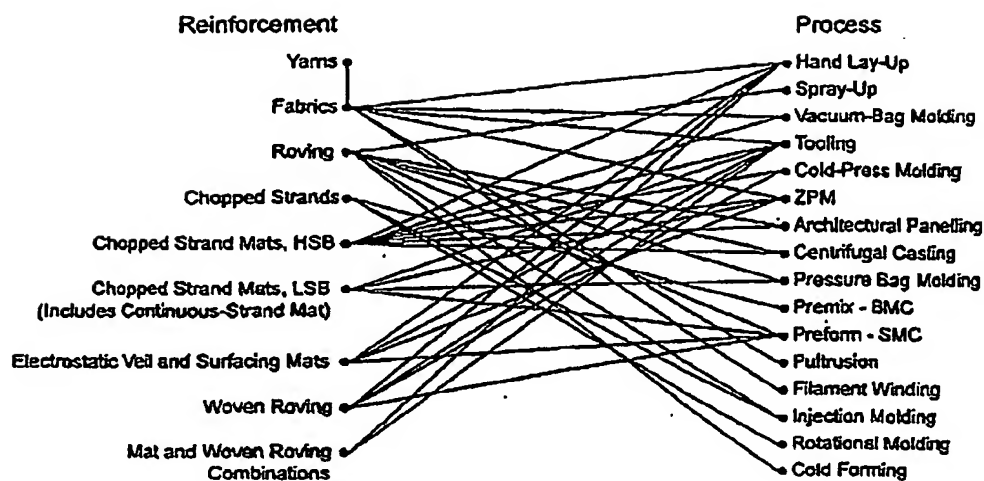 Reinforcement
Process
Yarns
Fabrics
Roving
Chopped Strands
Chopped Strand Mats, HSB
Chopped Strand Mats, LSB
(Includes Continuous-Strand Mat)
Electrostatic Veil and Surfacing Mats
Woven Roving
Mat and Woven Roving
Combinations
Hand Lay-Up
Spray-Up
Vacuum-Bag Molding
Tooling
Cold-Press Molding
ZPM
Architectural Panelling
Centrifugal Casting
Pressure Bag Molding
Premix - BMC
Preform - SMC
Pultrusion
Filament Winding
Injection Molding
Rotational Molding
Cold Forming